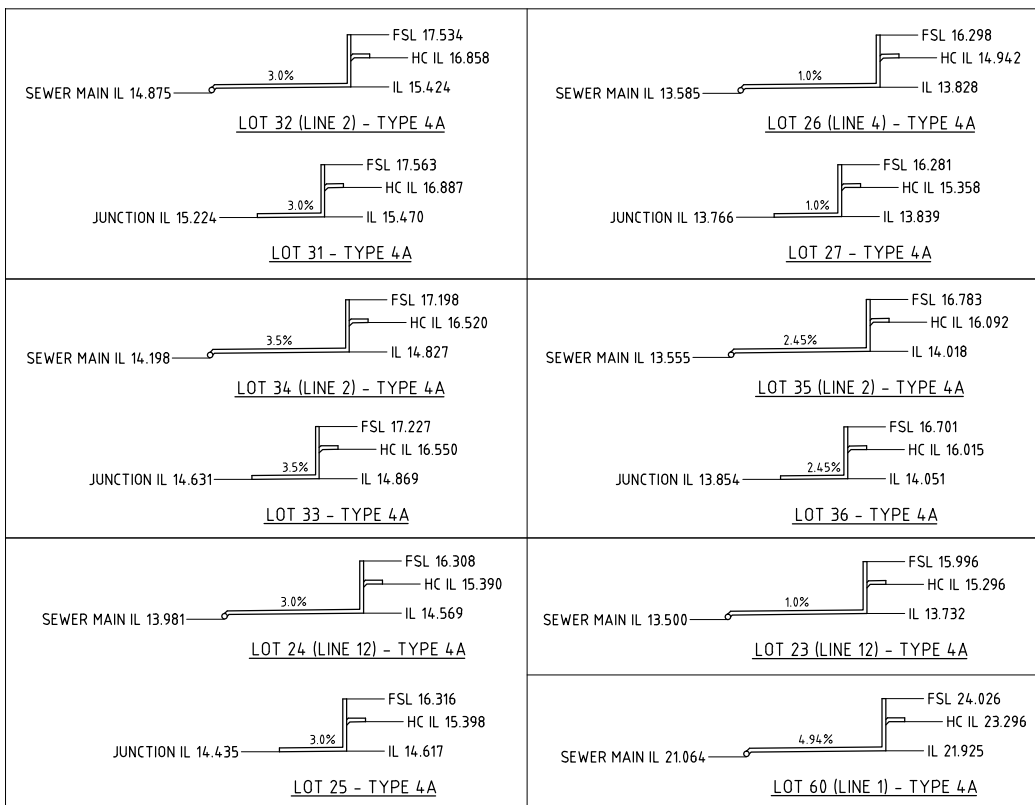 FSL 17.534
HC IL 16.858
3.0%
SEWER MAIN IL 14.875
IL 15.424
LOT 32 (LINE 2) - TYPE 4A
FSL 17.563
HC IL 16.887
3.0%
JUNCTION IL 15.224
IL 15.470
LOT 31 - TYPE 4A
FSL 16.298
HC IL 14.942
1.0%
SEWER MAIN IL 13.585
IL 13.828
LOT 26 (LINE 4) - TYPE 4A
FSL 16.281
HC IL 15.358
1.0%
JUNCTION IL 13.766
IL 13.839
LOT 27 - TYPE 4A
FSL 17.198
HC IL 16.520
3.5%
SEWER MAIN IL 14.198
IL 14.827
LOT 34 (LINE 2) - TYPE 4A
FSL 17.227
HC IL 16.550
3.5%
JUNCTION IL 14.631
IL 14.869
LOT 33 - TYPE 4A
FSL 16.783
HC IL 16.092
2.45%
SEWER MAIN IL 13.555
IL 14.018
LOT 35 (LINE 2) - TYPE 4A
FSL 16.701
HC IL 16.015
2.45%
JUNCTION IL 13.854
IL 14.051
LOT 36 - TYPE 4A
FSL 16.308
HC IL 15.390
3.0%
SEWER MAIN IL 13.981
IL 14.569
LOT 24 (LINE 12) - TYPE 4A
FSL 16.316
HC IL 15.398
3.0%
JUNCTION IL 14.435
IL 14.617
LOT 25 - TYPE 4A
FSL 15.996
HC IL 15.296
1.0%
SEWER MAIN IL 13.500
IL 13.732
LOT 23 (LINE 12) - TYPE 4A
FSL 24.026
HC IL 23.296
4.94%
SEWER MAIN IL 21.064
IL 21.925
LOT 60 (LINE 1) - TYPE 4A